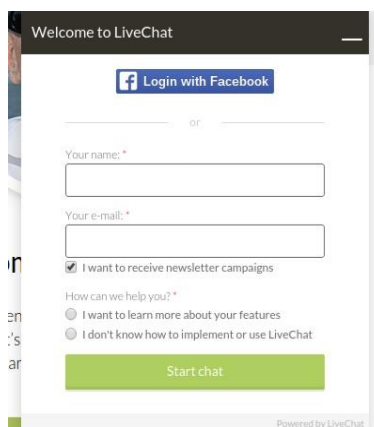 Welcome to LiveChat
Login with Facebook
or
Your name: *
Your e-mail: *
I want to receive newsletter campaigns
How can we help you? *
I want to learn more about your features
I don't know how to implement or use LiveChat
Start chat
Powered by LiveChat